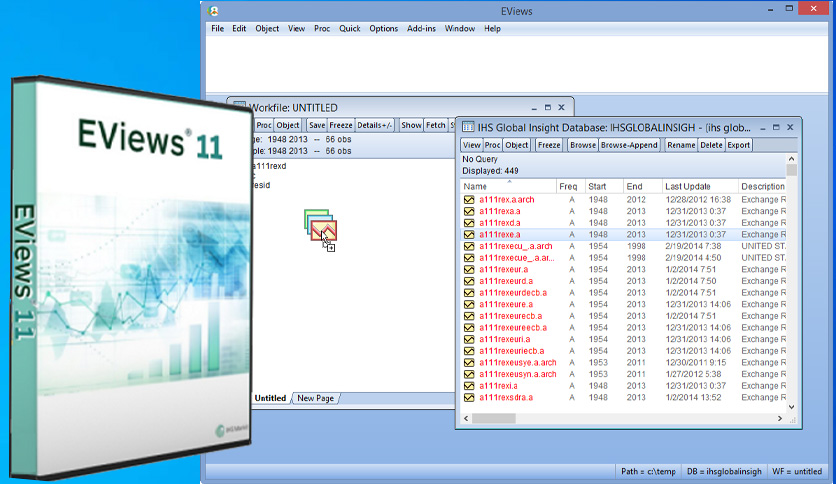 EViews
File Edit Object View Proc Quick Options Add-ins Window Help
EViews® 11
EViews 11
IHS Markit
Workfile: UNTITLED
Proc Object Save Freeze Details+/- Show Fetch
ge: 1948 2013 -- 66 obs
ple: 1948 2013 -- 66 obs
a111rexd
c
resid
Untitled New Page
IHS Global Insight Database: IHSGLOBALINSIGH - [ihs glob...
View Proc Object Freeze Browse Browse-Append Rename Delete Export
No Query
Displayed: 449
Name Freq Start End Last Update Description
a111rex.a.arch A 1948 2012 12/28/2012 16:38 Exchange R
a111rexa.a A 1948 2013 12/31/2013 0:37 Exchange R
a111rexd.a A 1948 2013 12/31/2013 0:37 Exchange R
a111rexe.a A 1948 2013 12/31/2013 0:37 Exchange R
a111rexecu_.a.arch A 1954 1998 2/19/2014 7:38 UNITED ST.
a111rexecue_.a.ar... A 1954 1998 2/19/2014 4:50 UNITED ST.
a111rexeur.a A 1954 2013 1/2/2014 7:51 Exchange R
a111rexeurd.a A 1954 2013 1/2/2014 7:50 Exchange R
a111rexeurdecb.a A 1954 2013 1/2/2014 7:51 Exchange R
a111rexeure.a A 1954 2013 12/31/2013 14:06 Exchange R
a111rexeurecb.a A 1954 2013 1/2/2014 7:51 Exchange R
a111rexeureecb.a A 1954 2013 12/31/2013 14:06 Exchange R
a111rexeuri.a A 1954 2013 12/31/2013 14:06 Exchange R
a111rexeuriecb.a A 1954 2013 12/31/2013 14:06 Exchange R
a111rexeusye.a.arch A 1953 2011 12/30/2011 9:15 Exchange R
a111rexeusyn.a.arch A 1953 2011 1/27/2012 5:38 Exchange R
a111rexi.a A 1948 2013 12/31/2013 0:37 Exchange R
a111rexsdra.a A 1948 2013 1/2/2014 13:52 Exchange R
Path = c:\temp DB = ihsglobalinsigh WF = untitled